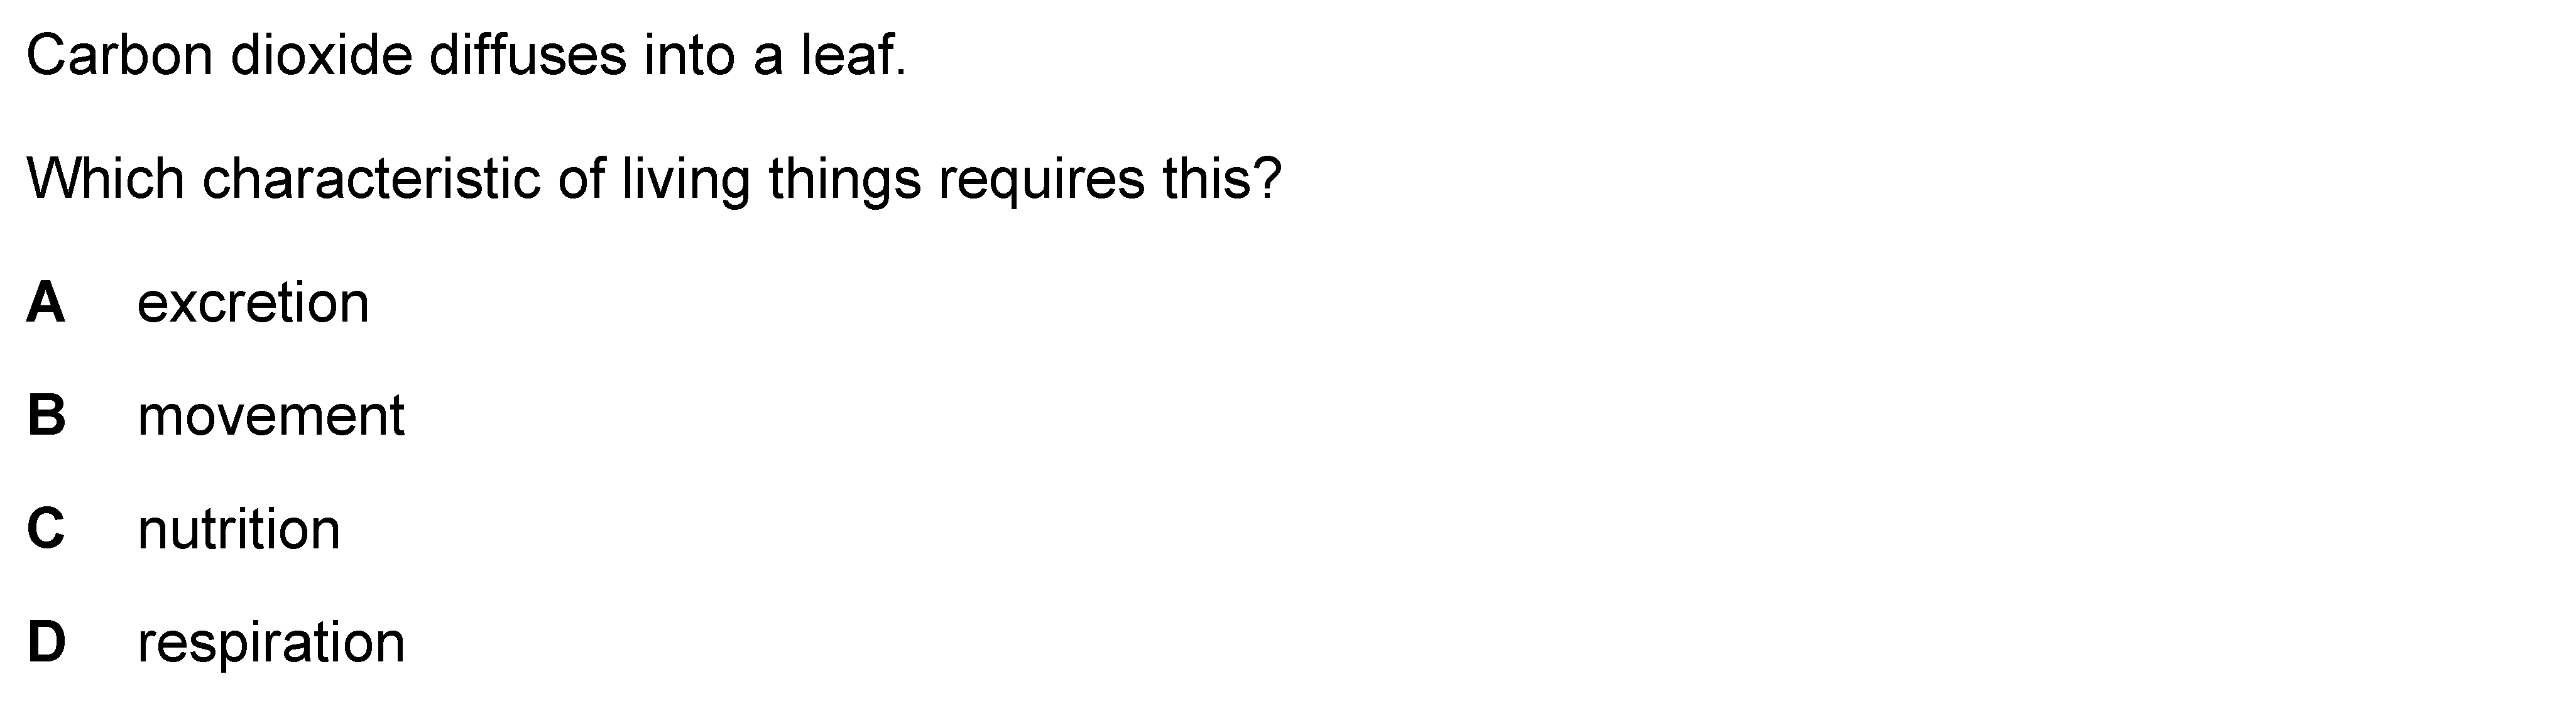 Carbon dioxide diffuses into a leaf.
Which characteristic of living things requires this?
A excretion
B movement
C nutrition
D respiration